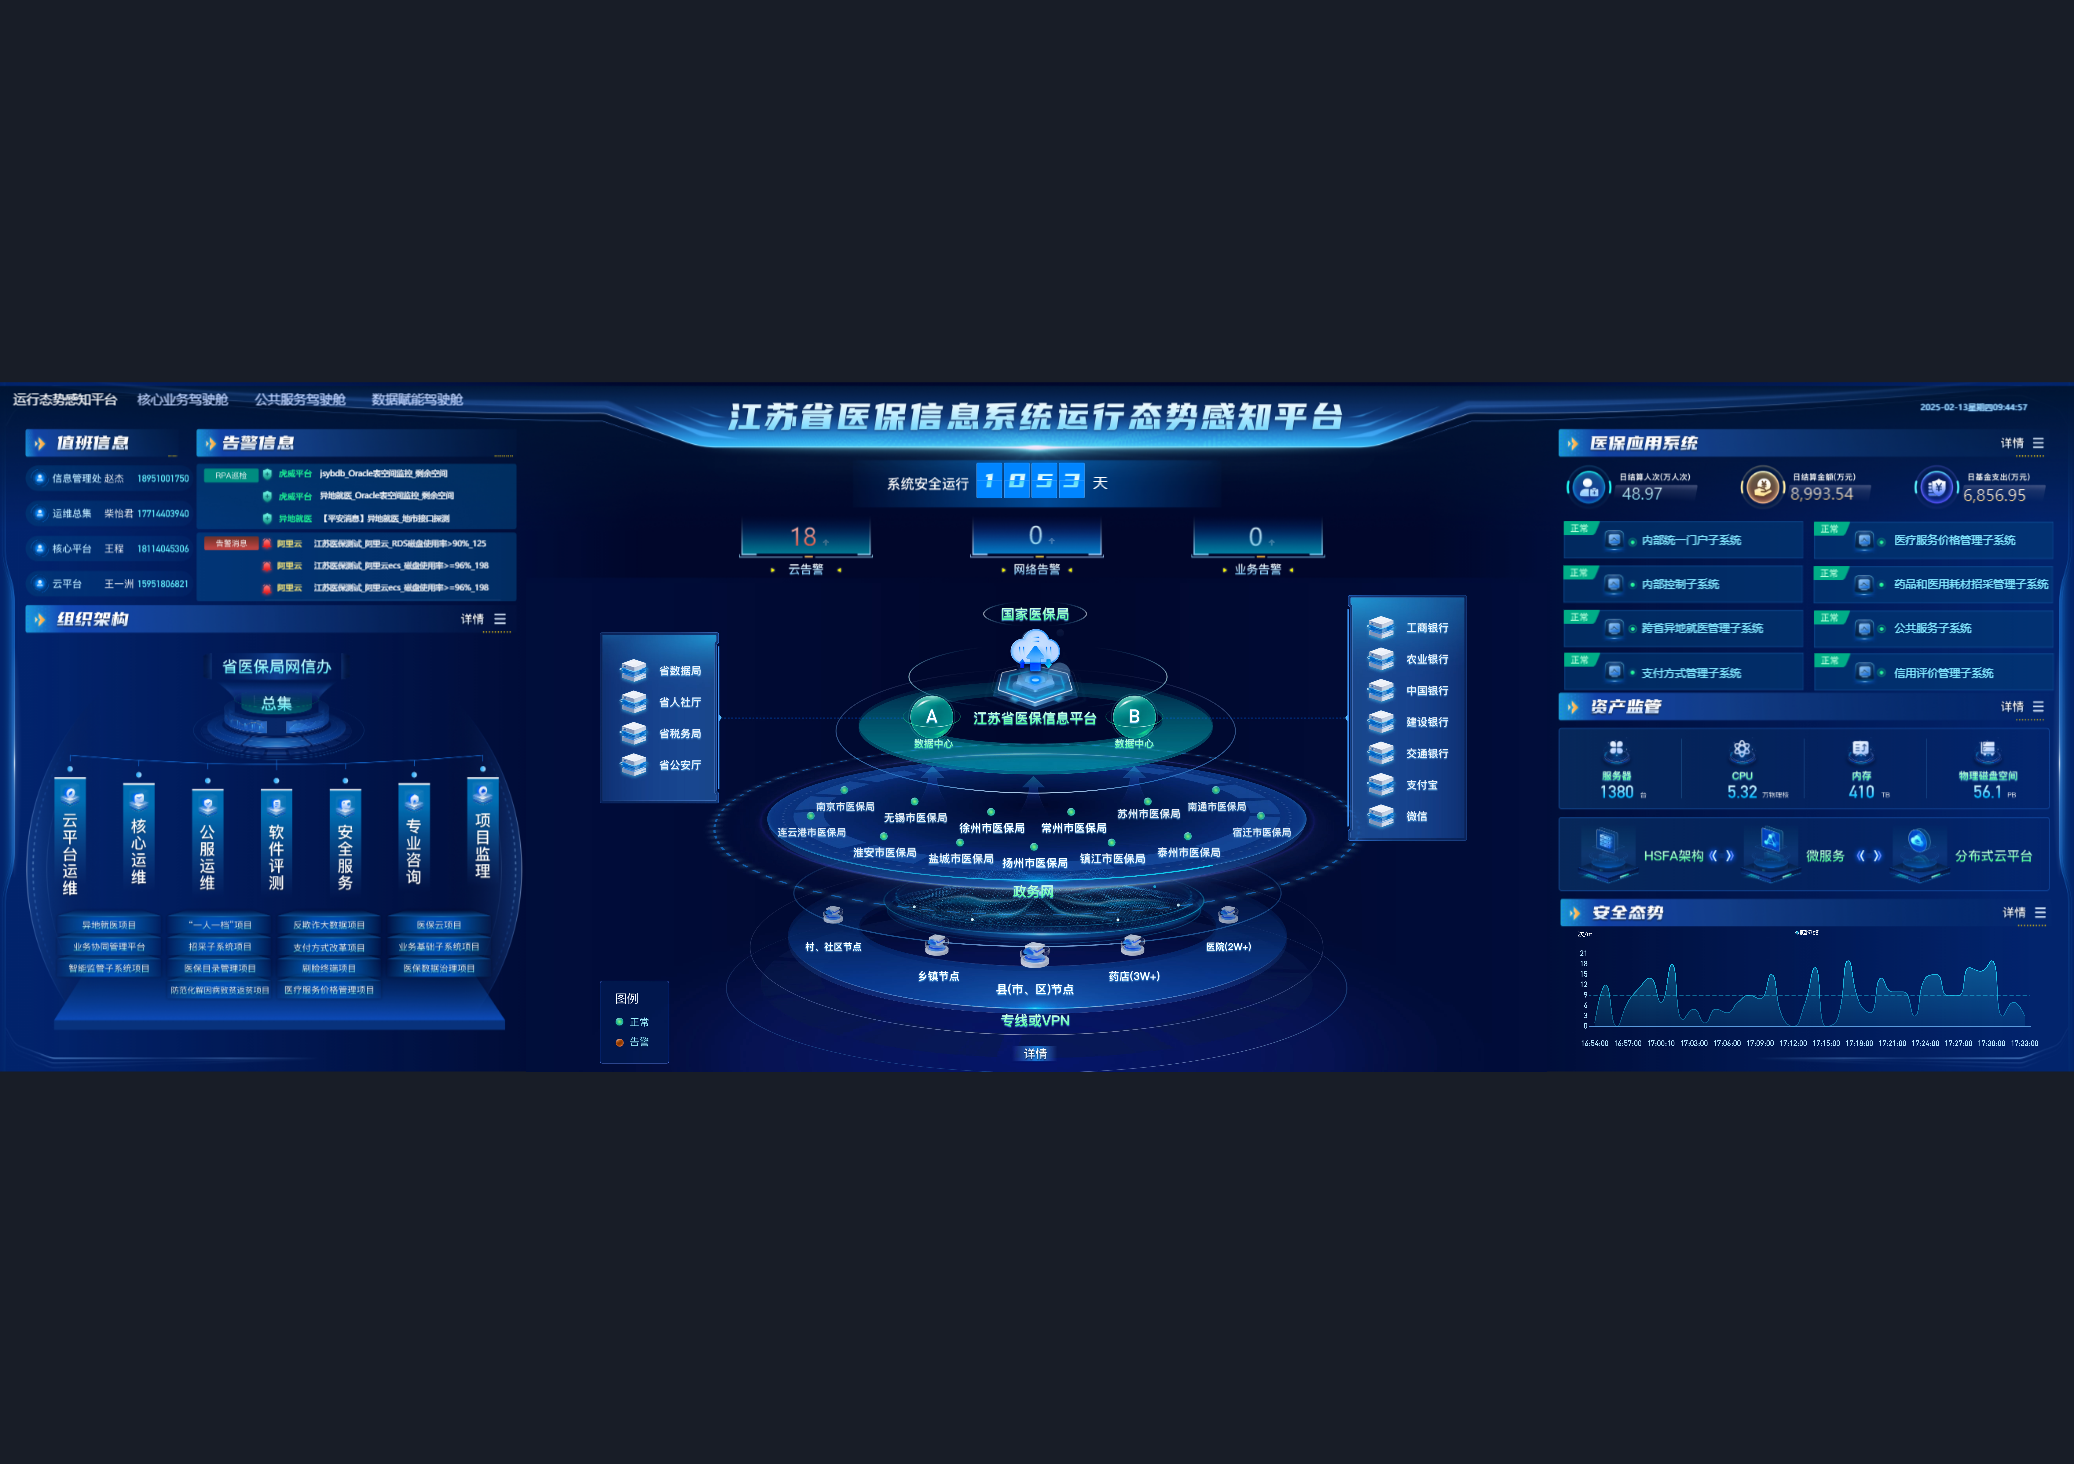 运行态势感知平台 核心业务驾驶舱 公共服务驾驶舱 数据赋能驾驶舱
江苏省医保信息系统运行态势感知平台
2025-02-13星期四09:44:57
值班信息
信息管理处 赵杰 18951001750
运维总集 柴怡君 17714403940
核心平台 王程 18114045306
云平台 王一洲 15951806821
告警信息
RPA巡检 虎威平台 jsybdb_Oracle表空间监控_剩余空间
虎威平台 异地就医_Oracle表空间监控_剩余空间
异地就医 【平安消息】异地就医_地市接口探测
告警消息 阿里云 江苏医保测试_阿里云_RDS磁盘使用率>90%_125
阿里云 江苏医保测试_阿里云ecs_磁盘使用率>=96%_198
阿里云 江苏医保测试_阿里云ecs_磁盘使用率>=96%_198
组织架构 详情
省医保局网信办
总集
云平台运维
核心运维
公服运维
软件评测
安全服务
专业咨询
项目监理
异地就医项目 “一人一档”项目 反欺诈大数据项目 医保云项目
业务协同管理平台 招采子系统项目 支付方式改革项目 业务基础子系统项目
智能监管子系统项目 医保目录管理项目 刷脸终端项目 医保数据治理项目
防范化解因病致贫返贫项目 医疗服务价格管理项目
系统安全运行 1053 天
18 个 0 个 0 个
云告警 网络告警 业务告警
省数据局
省人社厅
省税务局
省公安厅
国家医保局
A 江苏省医保信息平台 B
数据中心 数据中心
南京市医保局 无锡市医保局 徐州市医保局 常州市医保局 苏州市医保局 南通市医保局
连云港市医保局 淮安市医保局 盐城市医保局 扬州市医保局 镇江市医保局 泰州市医保局 宿迁市医保局
政务网
村、社区节点 乡镇节点 县(市、区)节点 药店(3W+) 医院(2W+)
专线或VPN
详情
图例
正常
告警
工商银行
农业银行
中国银行
建设银行
交通银行
支付宝
微信
医保应用系统 详情
日结算人次(万人次) 日结算金额(万元) 日基金支出(万元)
48.97 8,993.54 6,856.95
正常 内部统一门户子系统 正常 医疗服务价格管理子系统
正常 内部控制子系统 正常 药品和医用耗材招采管理子系统
正常 跨省异地就医管理子系统 正常 公共服务子系统
正常 支付方式管理子系统 正常 信用评价管理子系统
资产监管 详情
服务器 CPU 内存 物理磁盘空间
1380 台 5.32 万物理核 410 TB 56.1 PB
HSFA架构 《 》 微服务 《 》 分布式云平台
安全态势 详情
21
18
15
12
9
6
3
0
16:54:00 16:57:00 17:00:10 17:03:00 17:06:00 17:09:00 17:12:00 17:15:00 17:18:00 17:21:00 17:24:00 17:27:00 17:30:00 17:33:00